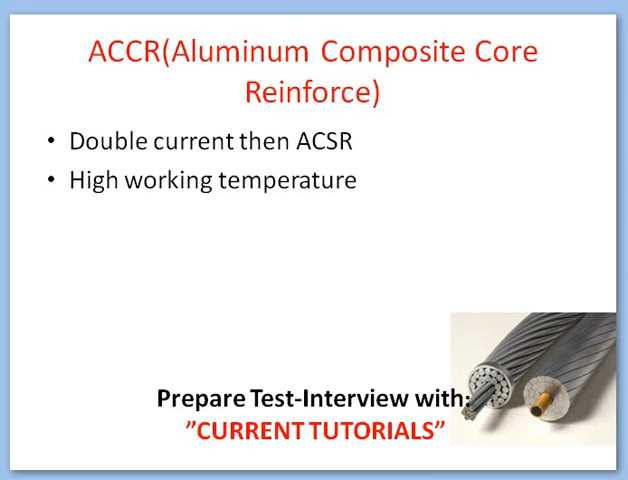 ACCR(Aluminum Composite Core
Reinforce)
• Double current then ACSR
• High working temperature
Prepare Test-Interview with:
”CURRENT TUTORIALS”